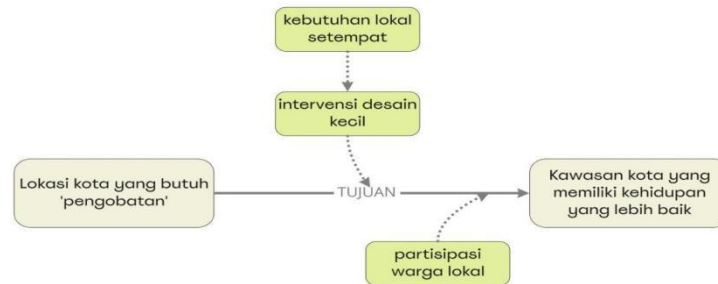 kebutuhan lokal
setempat
intervensi desain
kecil
Lokasi kota yang butuh
'pengobatan'
TUJUAN
Kawasan kota yang
memiliki kehidupan
yang lebih baik
partisipasi
warga lokal